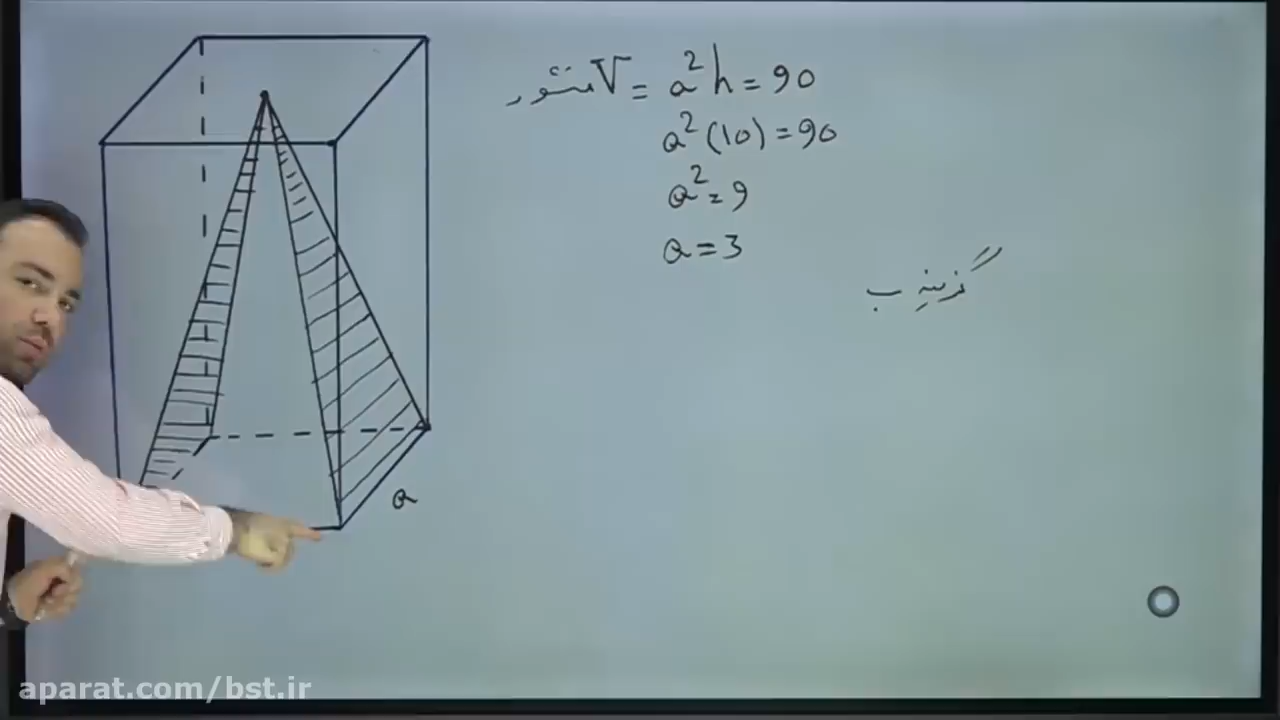 V منشور = a²h = 90
a²(10) = 90
a² = 9
a = 3
گزینه ب
a
aparat.com/bst.ir